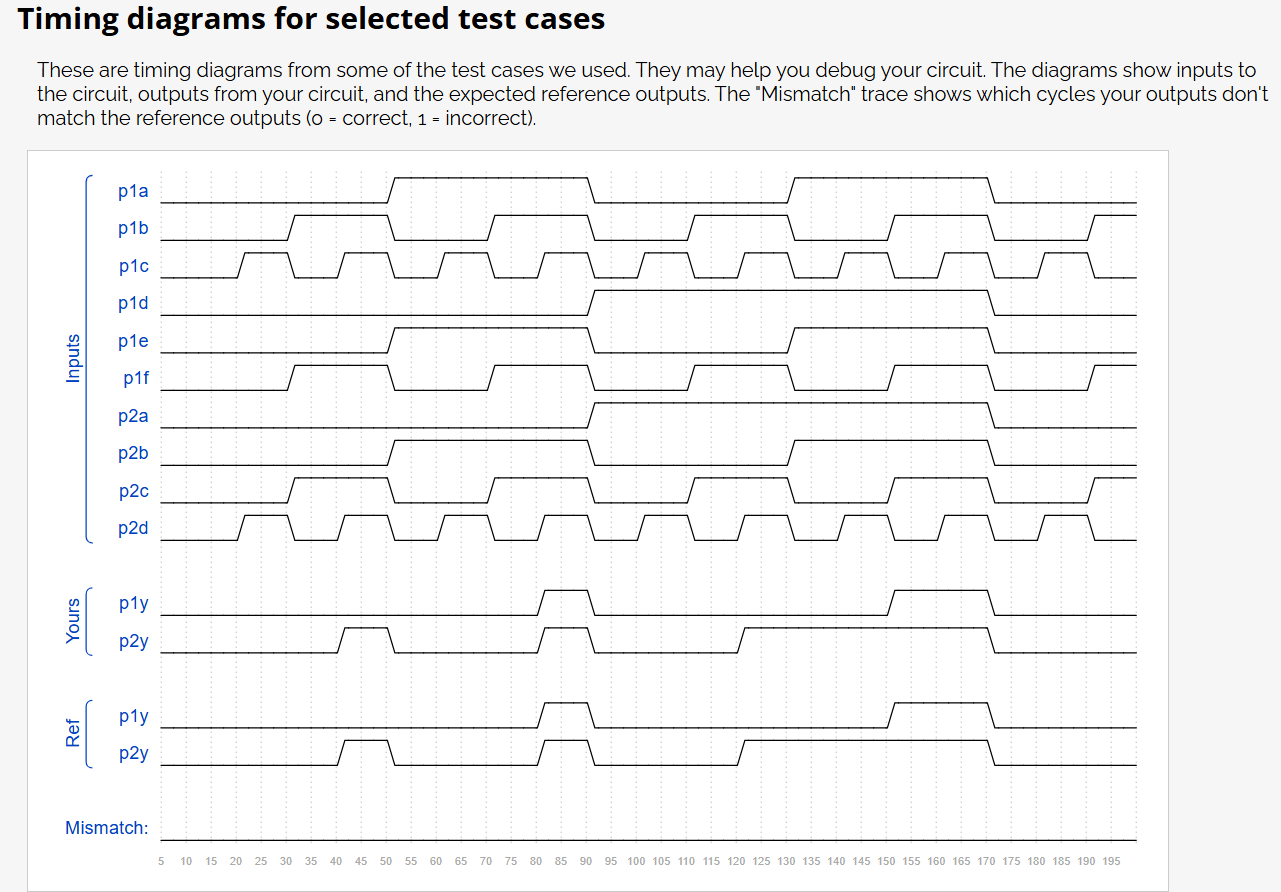 Timing diagrams for selected test cases
These are timing diagrams from some of the test cases we used. They may help you debug your circuit. The diagrams show inputs to
the circuit, outputs from your circuit, and the expected reference outputs. The "Mismatch" trace shows which cycles your outputs don't
match the reference outputs (0 = correct, 1 = incorrect).
Inputs
p1a
p1b
p1c
p1d
p1e
p1f
p2a
p2b
p2c
p2d
Yours
p1y
p2y
Ref
p1y
p2y
Mismatch:
5 10 15 20 25 30 35 40 45 50 55 60 65 70 75 80 85 90 95 100 105 110 115 120 125 130 135 140 145 150 155 160 165 170 175 180 185 190 195